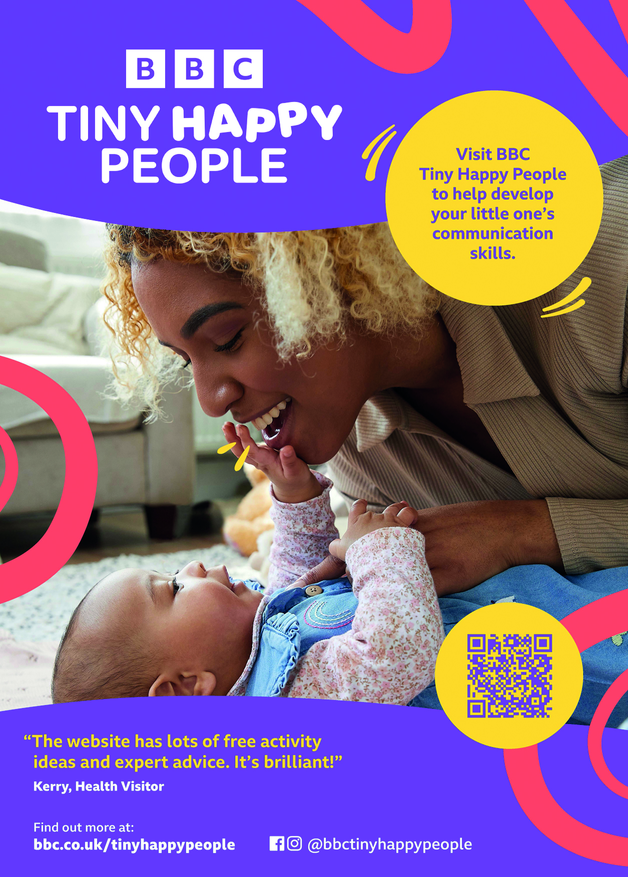 BBC
TINY HAPPY
PEOPLE
Visit BBC
Tiny Happy People
to help develop
your little one's
communication
skills.
“The website has lots of free activity
ideas and expert advice. It’s brilliant!”
Kerry, Health Visitor
Find out more at:
bbc.co.uk/tinyhappypeople
@bbctinyhappypeople